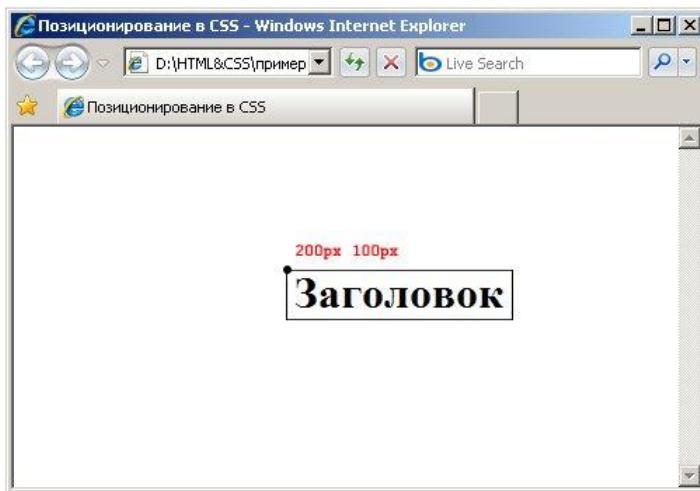 Позиционирование в CSS - Windows Internet Explorer
D:\HTML&CSS\пример
Live Search
Позиционирование в CSS
200px 100px
Заголовок